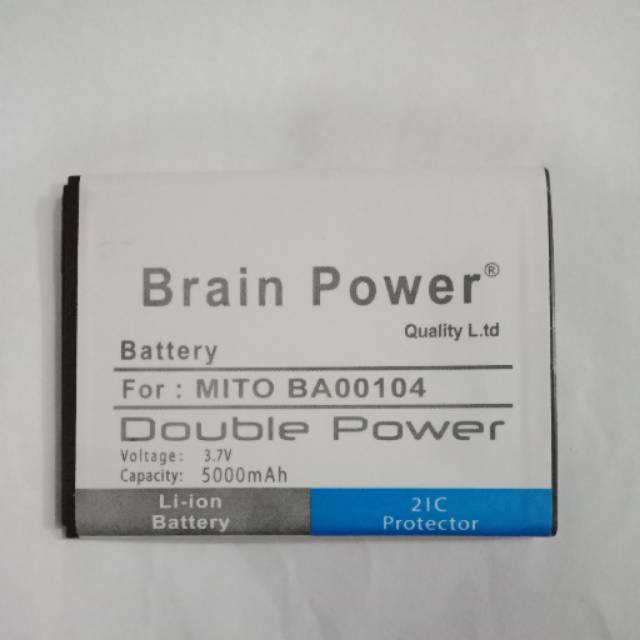 Brain Power®
Quality L.td
Battery
For : MITO BA00104
Double Power
Voltage: 3.7V
Capacity: 5000mAh
Li-ion
Battery
2IC
Protector